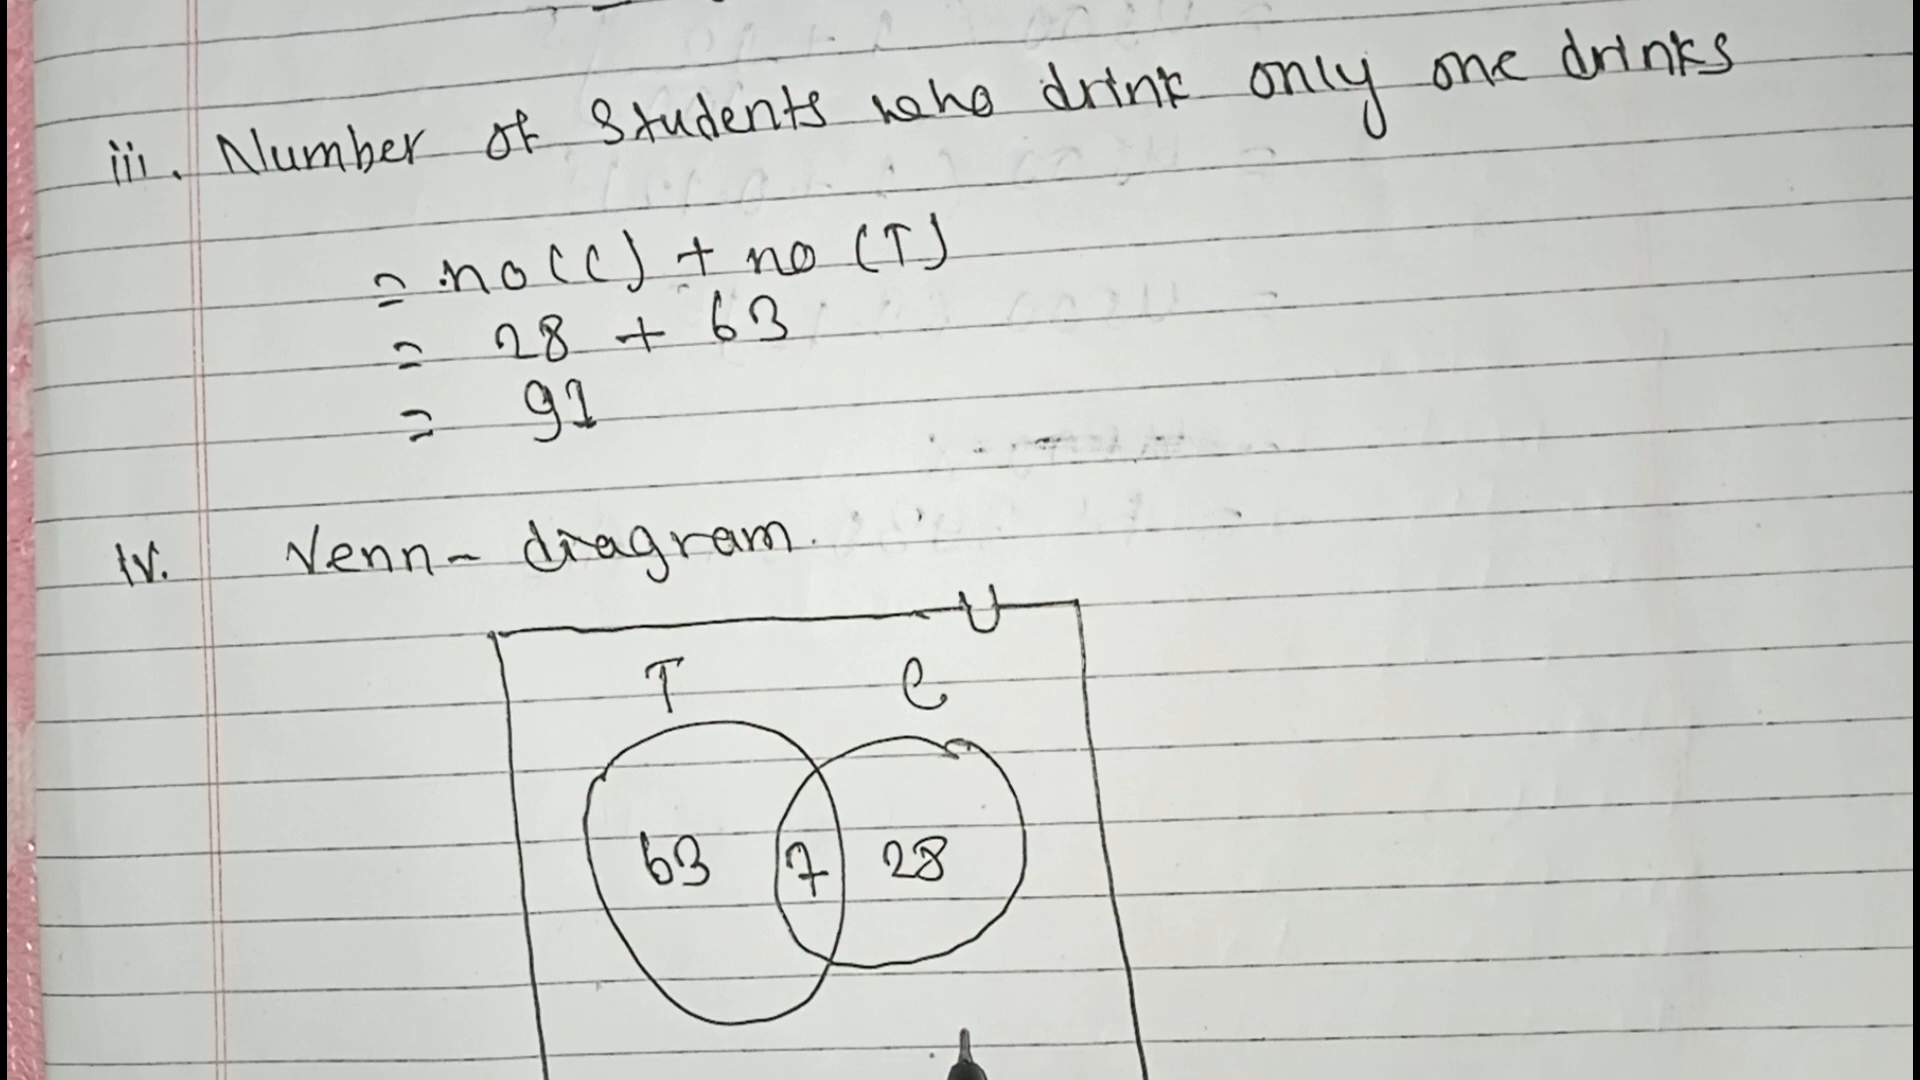 iii. Number of Students who drink only one drinks
= no(C) + no (T)
= 28 + 63
= 91
iv. Venn- diagram.
U
T C
63 7 28